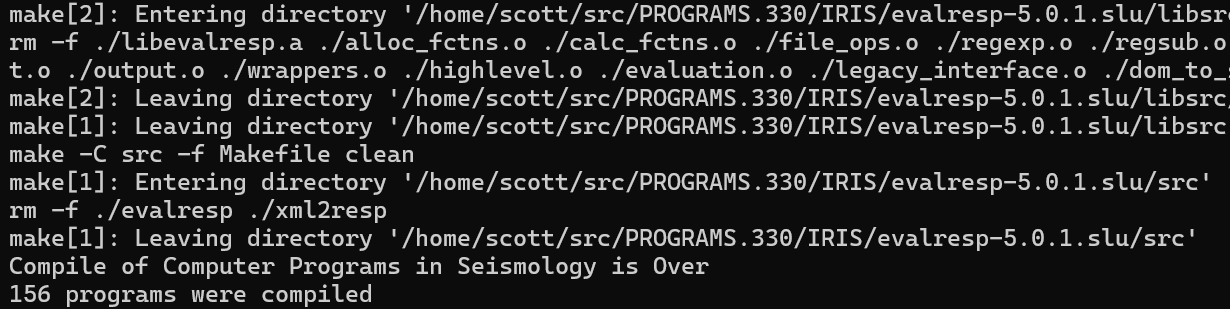 make[2]: Entering directory '/home/scott/src/PROGRAMS.330/IRIS/evalresp-5.0.1.slu/libsrc
rm -f ./libevalresp.a ./alloc_fctns.o ./calc_fctns.o ./file_ops.o ./regexp.o ./regsub.o
t.o ./output.o ./wrappers.o ./highlevel.o ./evaluation.o ./legacy_interface.o ./dom_to_
make[2]: Leaving directory '/home/scott/src/PROGRAMS.330/IRIS/evalresp-5.0.1.slu/libsrc
make[1]: Leaving directory '/home/scott/src/PROGRAMS.330/IRIS/evalresp-5.0.1.slu/libsrc
make -C src -f Makefile clean
make[1]: Entering directory '/home/scott/src/PROGRAMS.330/IRIS/evalresp-5.0.1.slu/src'
rm -f ./evalresp ./xml2resp
make[1]: Leaving directory '/home/scott/src/PROGRAMS.330/IRIS/evalresp-5.0.1.slu/src'
Compile of Computer Programs in Seismology is Over
156 programs were compiled